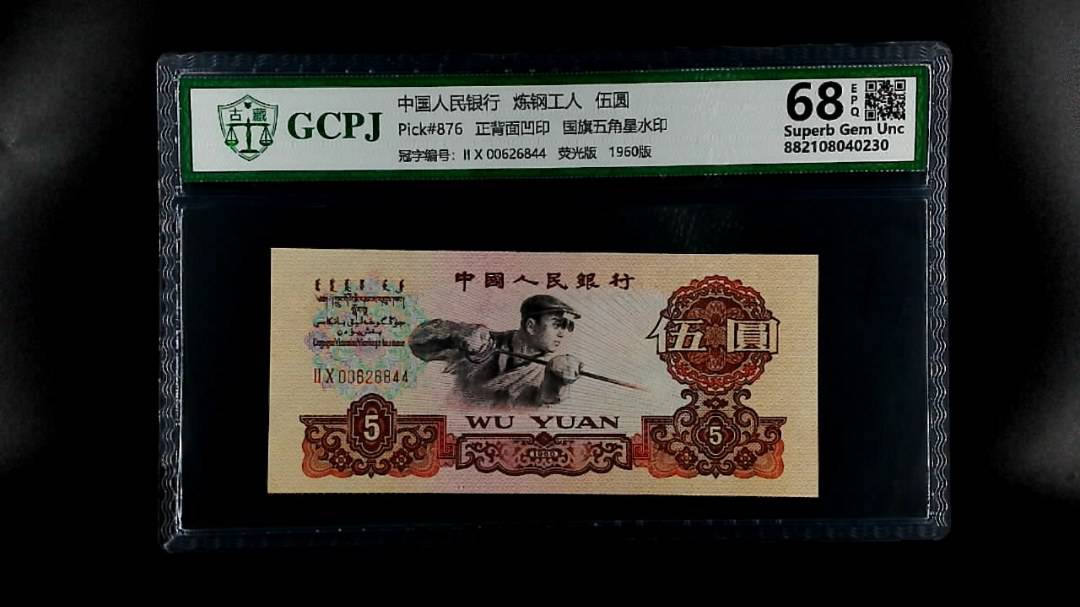 古藏
GCPJ
中国人民银行 炼钢工人 伍圆
Pick#876 正背面凹印 国旗五角星水印
冠字编号：II X 00626844 荧光版 1960版
68 EPQ
Superb Gem Unc
882108040230
中國人民銀行
伍圓
II X 00626844
WU YUAN
5
5
1960